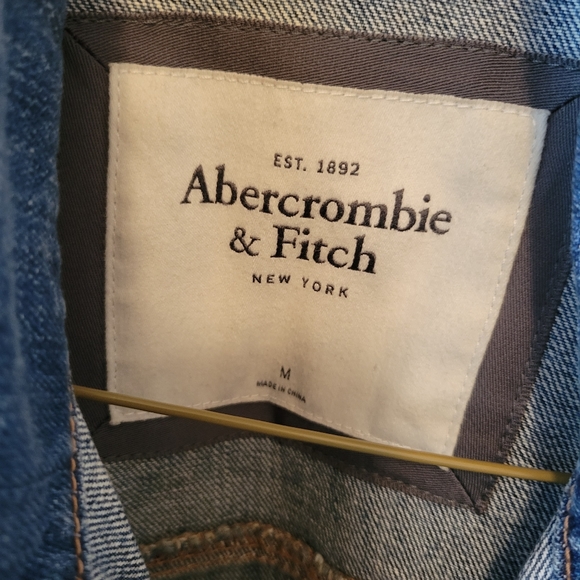 EST. 1892
Abercrombie
& Fitch
NEW YORK
M
MADE IN CHINA